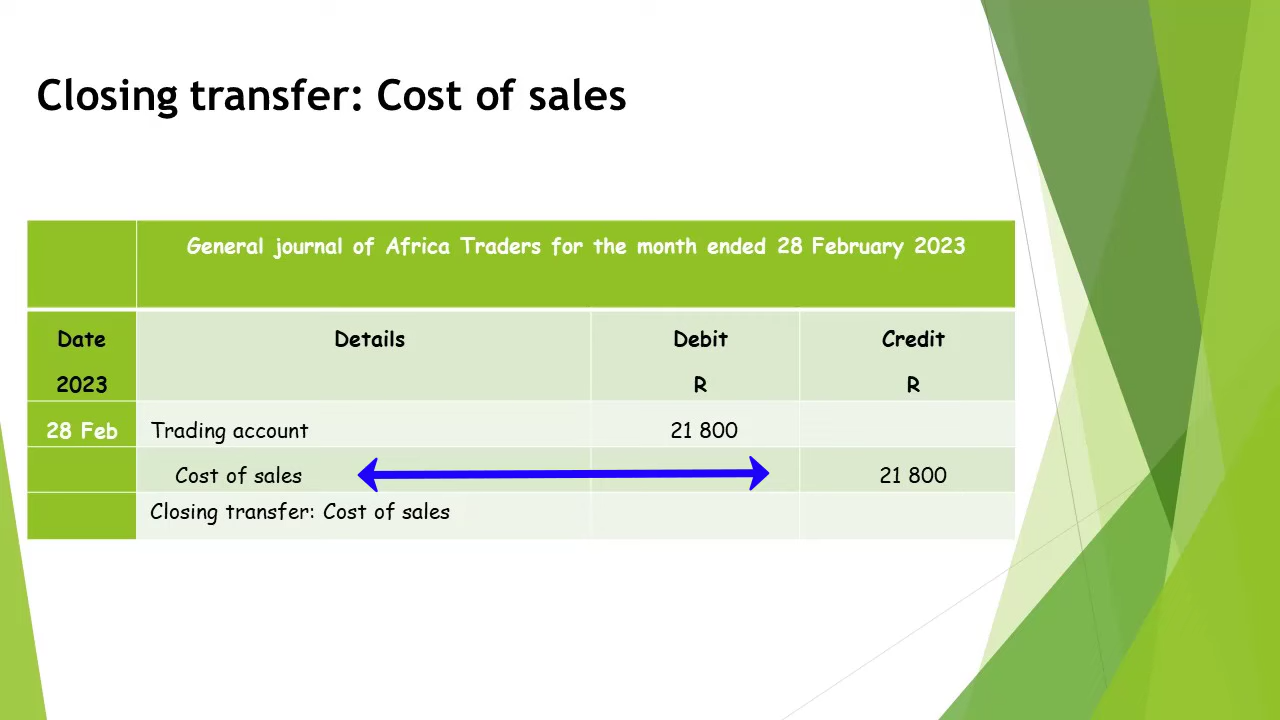 Closing transfer: Cost of sales
General journal of Africa Traders for the month ended 28 February 2023
Date Details Debit Credit
2023 R R
28 Feb Trading account 21 800
Cost of sales 21 800
Closing transfer: Cost of sales